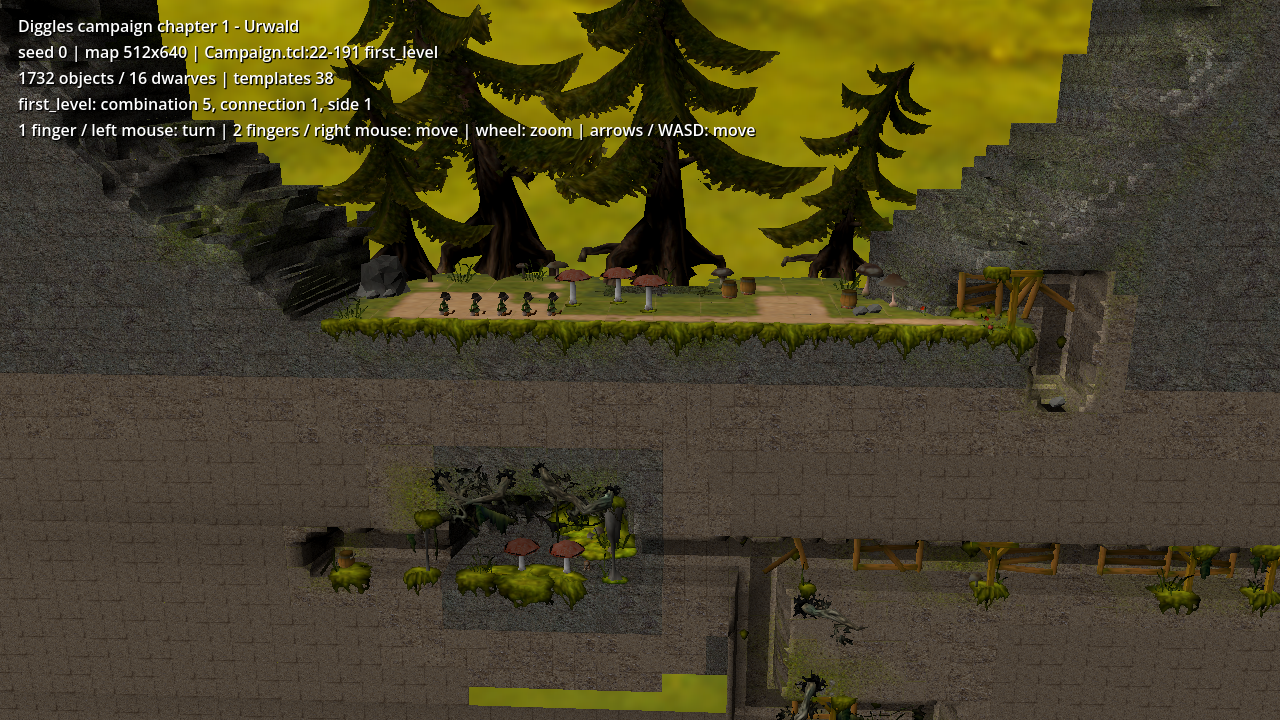 Diggles campaign chapter 1 - Urwald
seed 0 | map 512x640 | Campaign.tcl:22-191 first_level
1732 objects / 16 dwarves | templates 38
first_level: combination 5, connection 1, side 1
1 finger / left mouse: turn | 2 fingers / right mouse: move | wheel: zoom | arrows / WASD: move